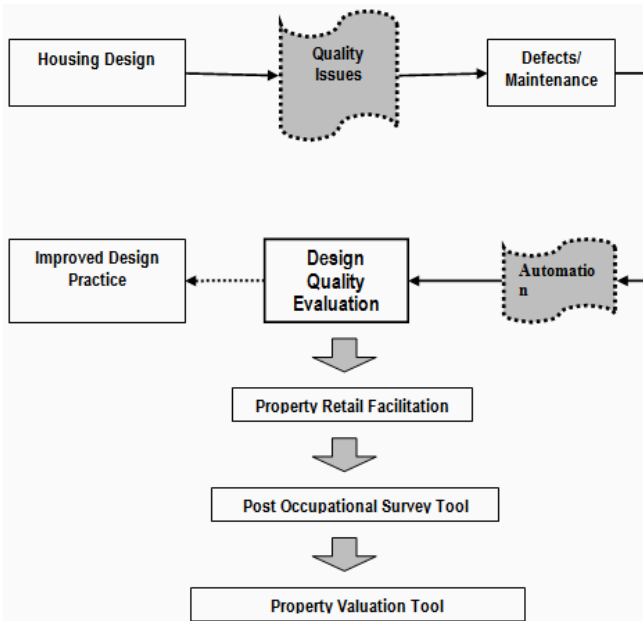 Housing Design
Quality
Issues
Defects/
Maintenance
Improved Design
Practice
Design
Quality
Evaluation
Automatio
n
Property Retail Facilitation
Post Occupational Survey Tool
Property Valuation Tool